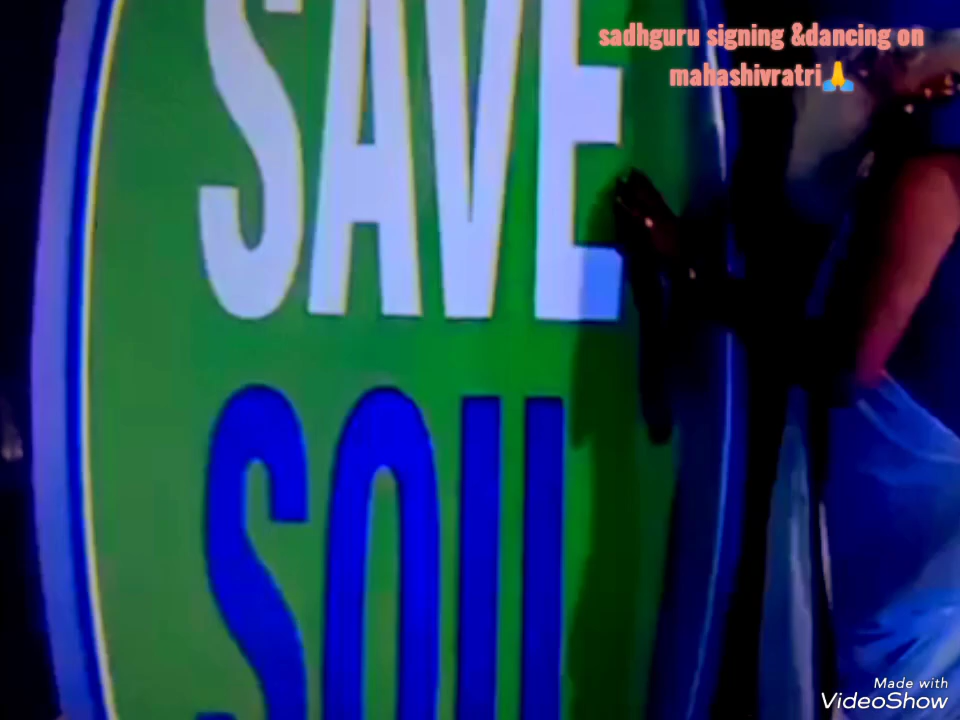 sadhguru signing &dancing on
mahashivratri🙏
SAVE
SOIL
Made with
VideoShow